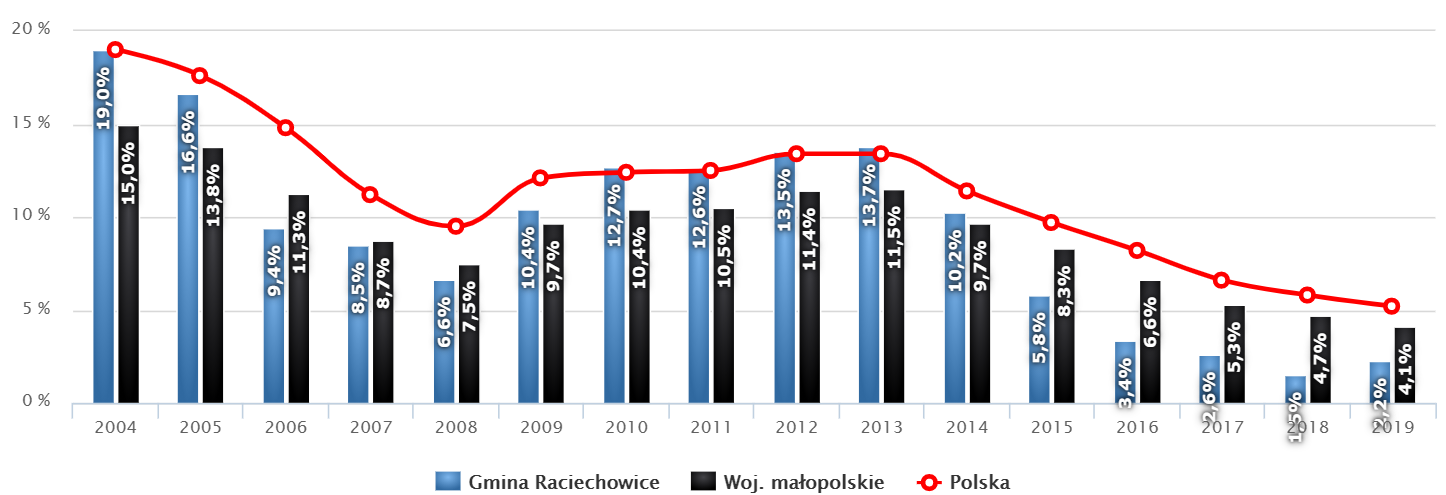 20 %
15 %
10 %
5 %
0 %
19,0% 15,0% 16,6% 13,8% 9,4% 11,3% 8,5% 8,7% 6,6% 7,5% 10,4% 9,7% 12,7% 10,4% 12,6% 10,5% 13,5% 11,4% 13,7% 11,5% 10,2% 9,7% 5,8% 8,3% 3,4% 6,6% 2,6% 5,3% 1,5% 4,7% 2,2% 4,1%
2004 2005 2006 2007 2008 2009 2010 2011 2012 2013 2014 2015 2016 2017 2018 2019
Gmina Raciechowice Woj. małopolskie Polska